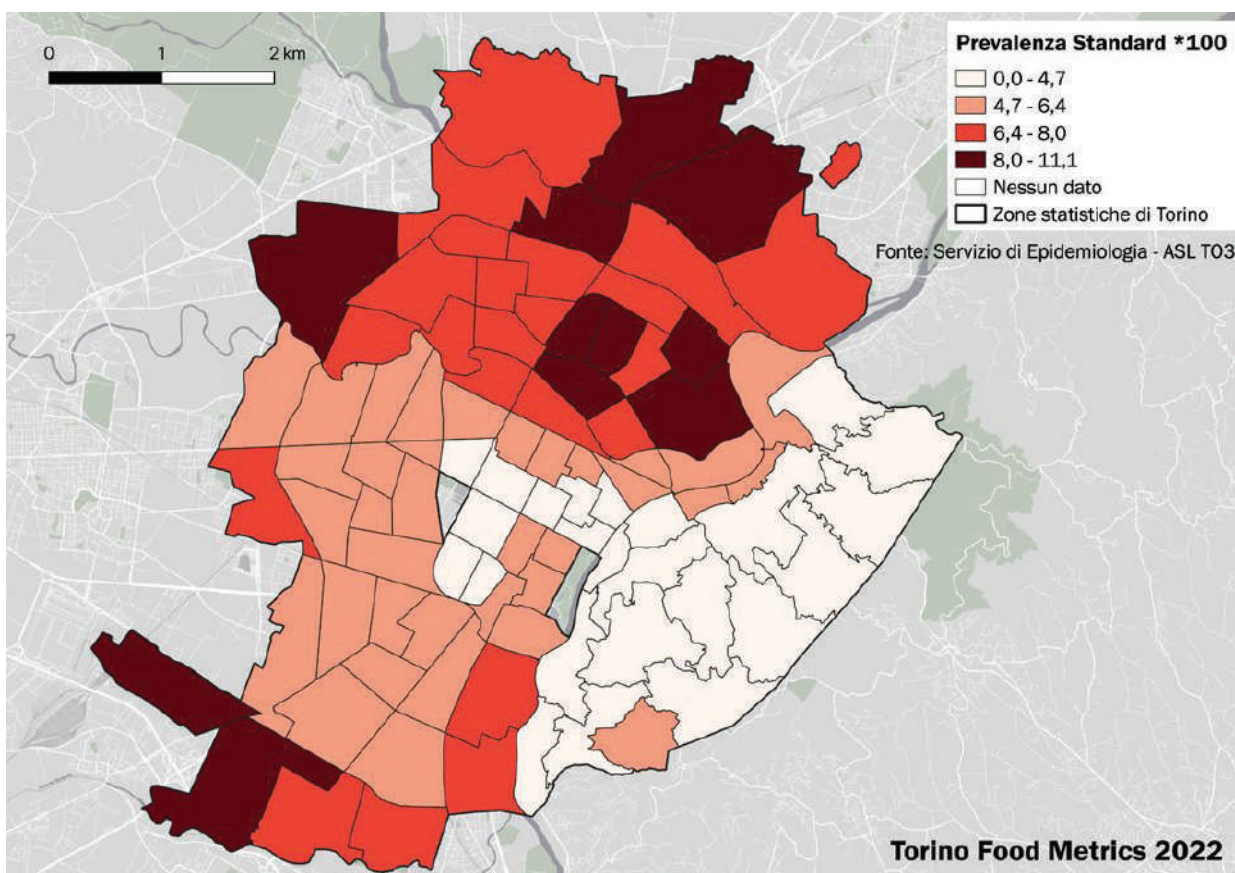 0 1 2 km
Prevalenza Standard *100
0,0 - 4,7
4,7 - 6,4
6,4 - 8,0
8,0 - 11,1
Nessun dato
Zone statistiche di Torino
Fonte: Servizio di Epidemiologia - ASL TO3
Torino Food Metrics 2022